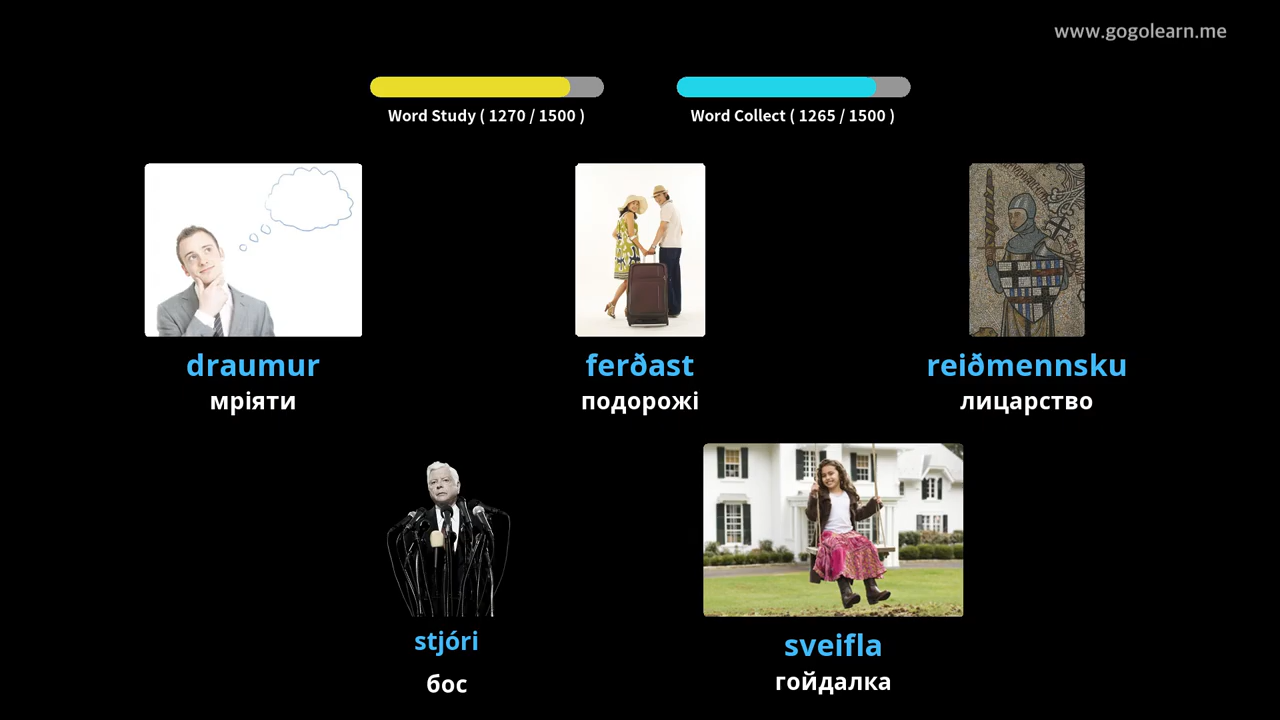 www.gogolearn.me
Word Study ( 1270 / 1500 )
Word Collect ( 1265 / 1500 )
draumur
мріяти
ferðast
подорожі
reiðmennsku
лицарство
stjóri
бос
sveifla
гойдалка